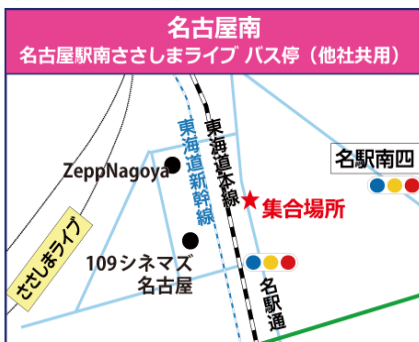 名古屋南
名古屋駅南ささしまライブ バス停（他社共用）
東海道新幹線
東海道本線
名駅南四
ZeppNagoya
★集合場所
ささしまライブ
109シネマズ
名古屋
名駅通